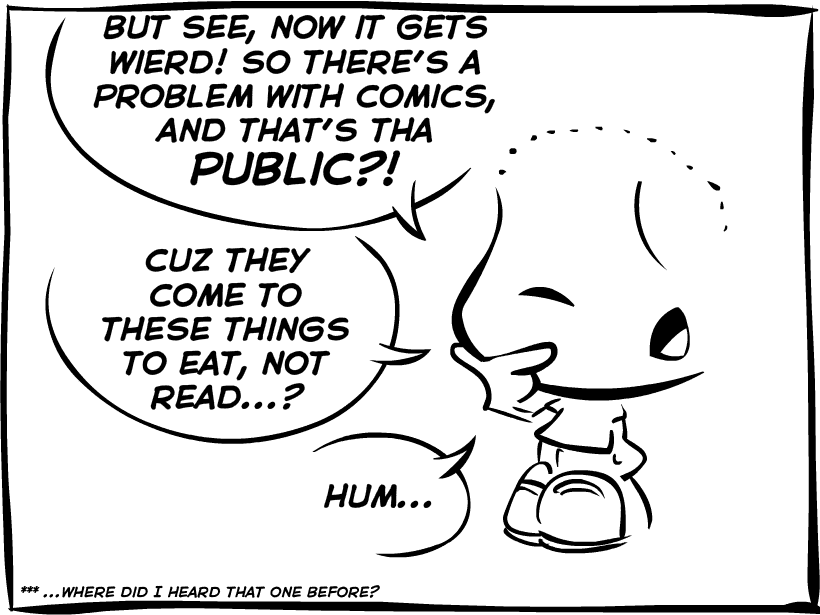 BUT SEE, NOW IT GETS
WIERD! SO THERE'S A
PROBLEM WITH COMICS,
AND THAT'S THA
PUBLIC?!
CUZ THEY
COME TO
THESE THINGS
TO EAT, NOT
READ...?
HUM...
*** ...WHERE DID I HEARD THAT ONE BEFORE?